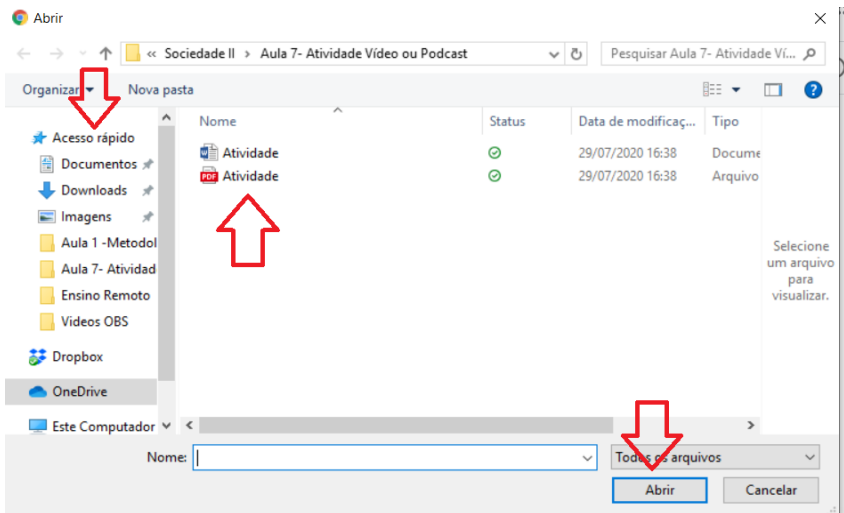 Abrir
« Sociedade II › Aula 7- Atividade Vídeo ou Podcast
Pesquisar Aula 7- Atividade Ví...
Organizar
Nova pasta
Nome
Status
Data de modificaç...
Tipo
Acesso rápido
Documentos
Downloads
Imagens
Aula 1 -Metodol
Aula 7- Atividad
Ensino Remoto
Videos OBS
Dropbox
OneDrive
Este Computador
Atividade 29/07/2020 16:38 Docume
PDF Atividade 29/07/2020 16:38 Arquivo
Selecione
um arquivo
para
visualizar.
Nome:
Todos os arquivos
Abrir
Cancelar